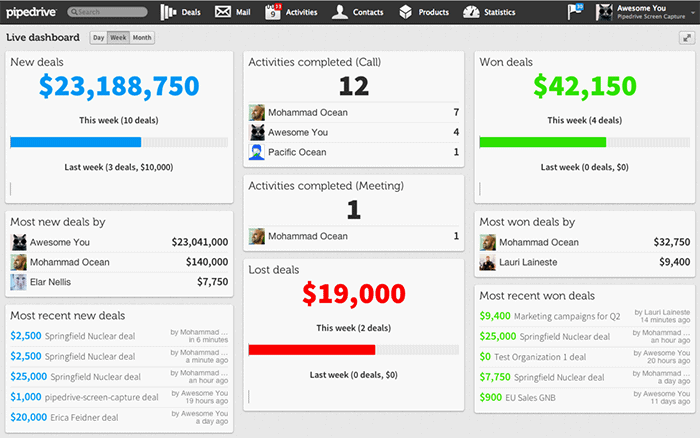 pipedrive
Search
Deals
Mail
9
Activities
Contacts
Products
Statistics
Awesome You
Pipedrive Screen Capture
Live dashboard
Day Week Month
New deals
$23,188,750
This week (10 deals)
Last week (3 deals, $10,000)
Most new deals by
Awesome You $23,041,000
Mohammad Ocean $140,000
Elar Nellis $7,750
Most recent new deals
$2,500 Springfield Nuclear deal by Mohammad ...
in 6 minutes
$2,500 Springfield Nuclear deal by Mohammad ...
a minute ago
$25,000 Springfield Nuclear deal by Mohammad ...
an hour ago
$1,000 pipedrive-screen-capture deal by Awesome You
19 hours ago
$20,000 Erica Feidner deal by Awesome You
a day ago
Activities completed (Call)
12
Mohammad Ocean 7
Awesome You 4
Pacific Ocean 1
Activities completed (Meeting)
1
Mohammad Ocean 1
Lost deals
$19,000
This week (2 deals)
Last week (0 deals, $0)
Won deals
$42,150
This week (4 deals)
Last week (0 deals, $0)
Most won deals by
Mohammad Ocean $32,750
Lauri Laineste $9,400
Most recent won deals
$9,400 Marketing campaigns for Q2 by Lauri Laineste
14 minutes ago
$25,000 Springfield Nuclear deal by Mohammad ...
an hour ago
$0 Test Organization 1 deal by Awesome You
20 hours ago
$7,750 Springfield Nuclear deal by Mohammad ...
a day ago
$900 EU Sales GNB by Awesome You
11 days ago